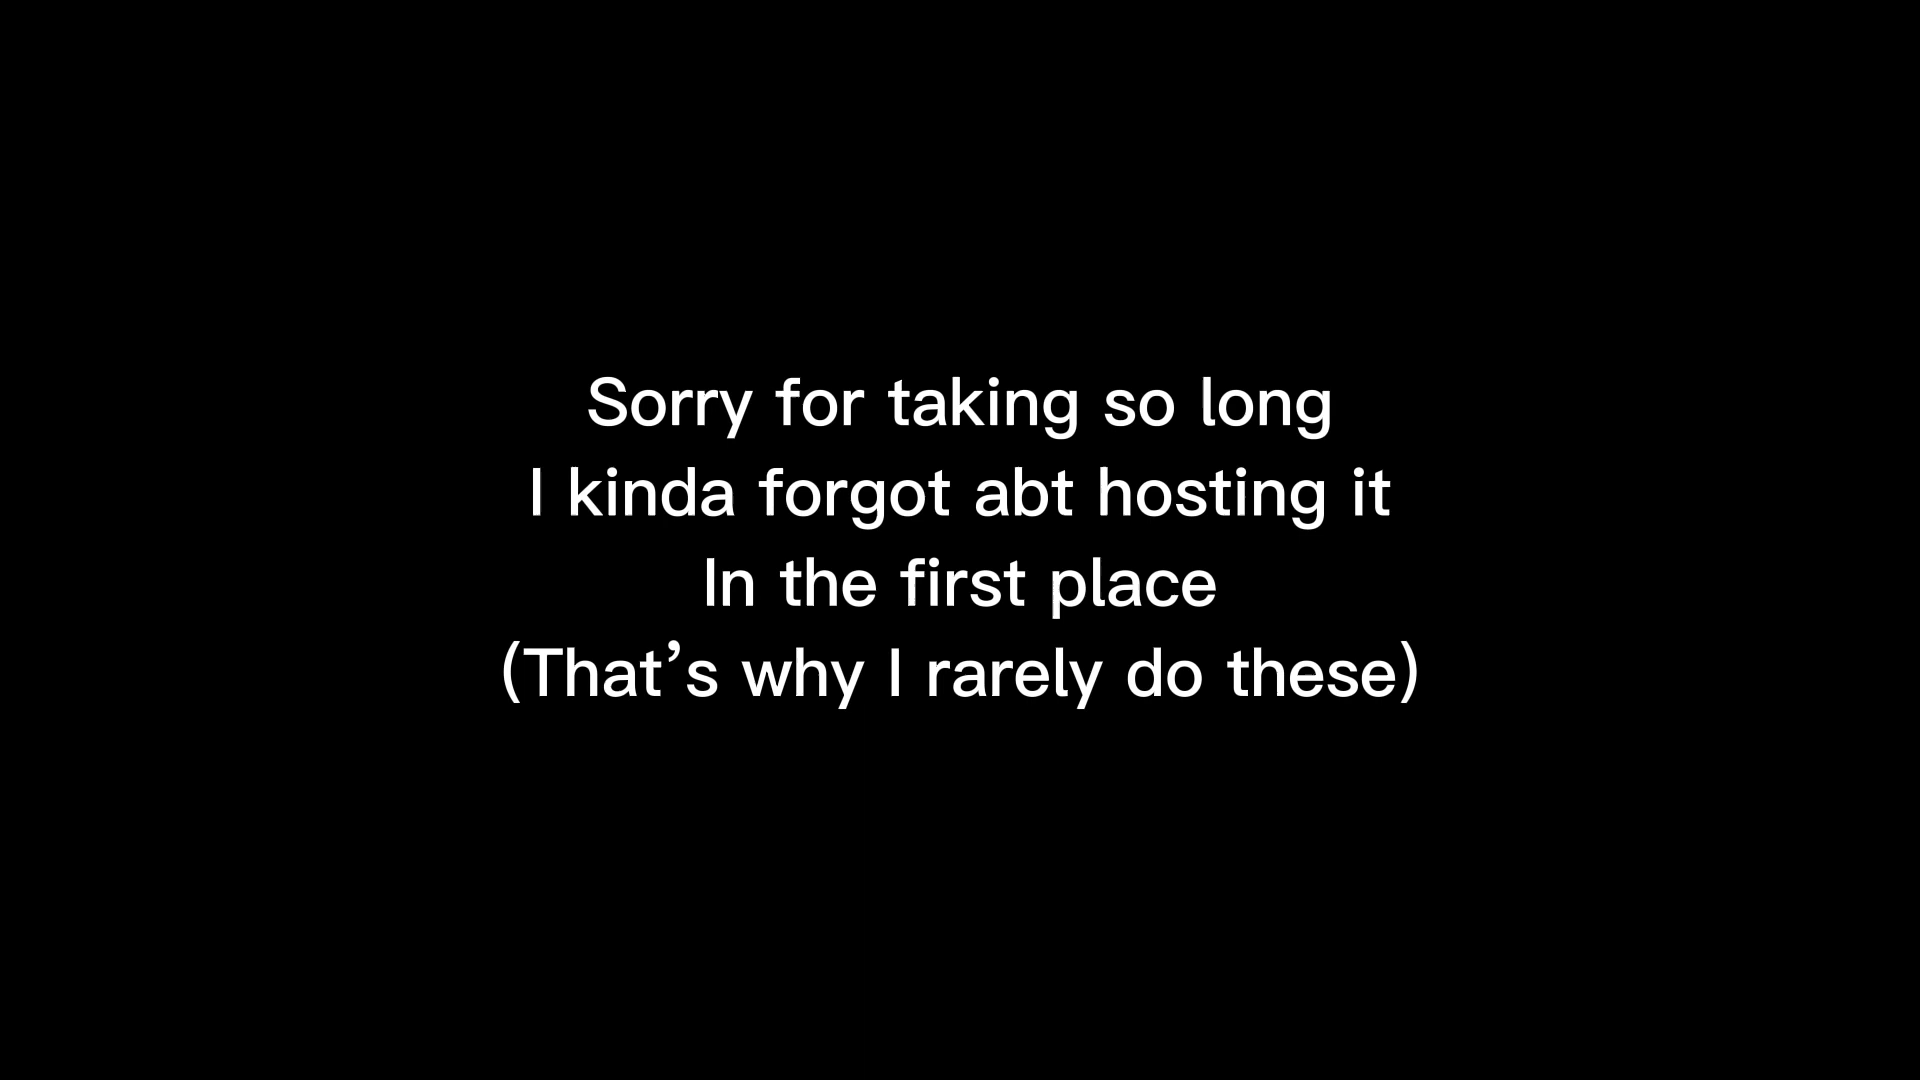 Sorry for taking so long
I kinda forgot abt hosting it
In the first place
(That’s why I rarely do these)